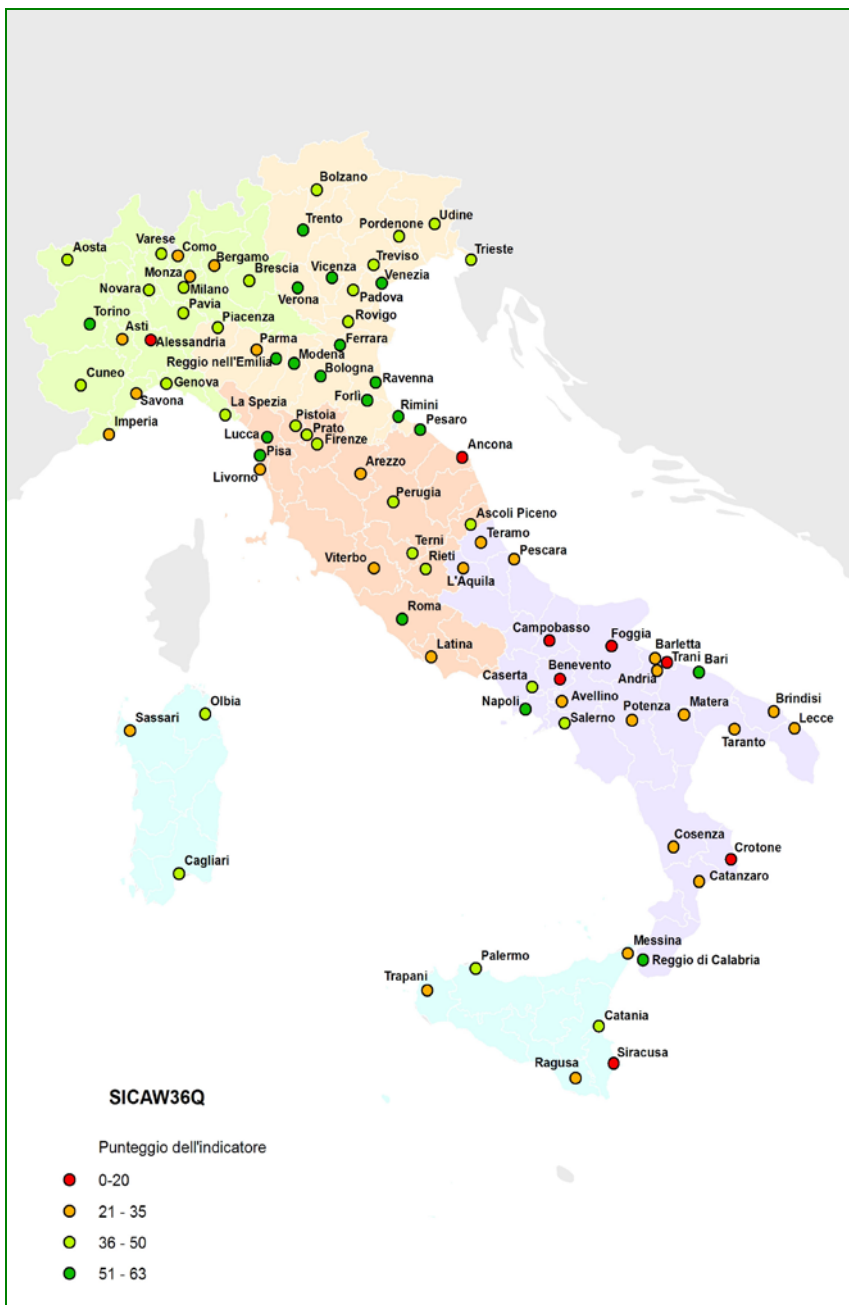 Bolzano
Trento
Pordenone
Udine
Aosta
Varese
Como
Bergamo
Treviso
Trieste
Monza
Brescia
Vicenza
Venezia
Novara
Milano
Verona
Padova
Torino
Pavia
Rovigo
Asti
Piacenza
Alessandria
Parma
Ferrara
Reggio nell'Emilia
Modena
Bologna
Cuneo
Genova
Ravenna
Savona
Forlì
Imperia
La Spezia
Pistoia
Rimini
Prato
Pesaro
Lucca
Firenze
Pisa
Ancona
Livorno
Arezzo
Perugia
Ascoli Piceno
Teramo
Terni
Viterbo
Rieti
Pescara
L'Aquila
Roma
Campobasso
Foggia
Latina
Barletta
Trani
Benevento
Bari
Caserta
Andria
Avellino
Napoli
Potenza
Matera
Brindisi
Salerno
Lecce
Taranto
Olbia
Sassari
Cosenza
Crotone
Cagliari
Catanzaro
Messina
Palermo
Reggio di Calabria
Trapani
Catania
Siracusa
Ragusa
SICAW36Q
Punteggio dell'indicatore
0-20
21 - 35
36 - 50
51 - 63